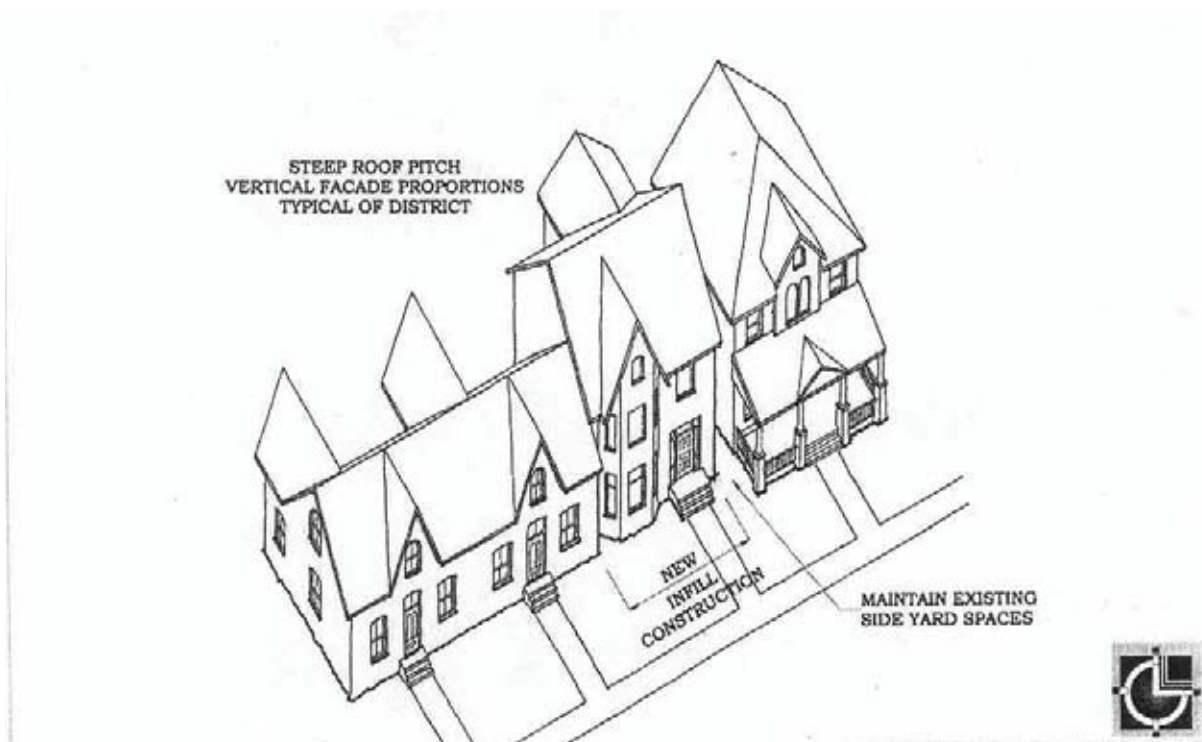 STEEP ROOF PITCH
VERTICAL FACADE PROPORTIONS
TYPICAL OF DISTRICT
NEW
INFILL
CONSTRUCTION
MAINTAIN EXISTING
SIDE YARD SPACES